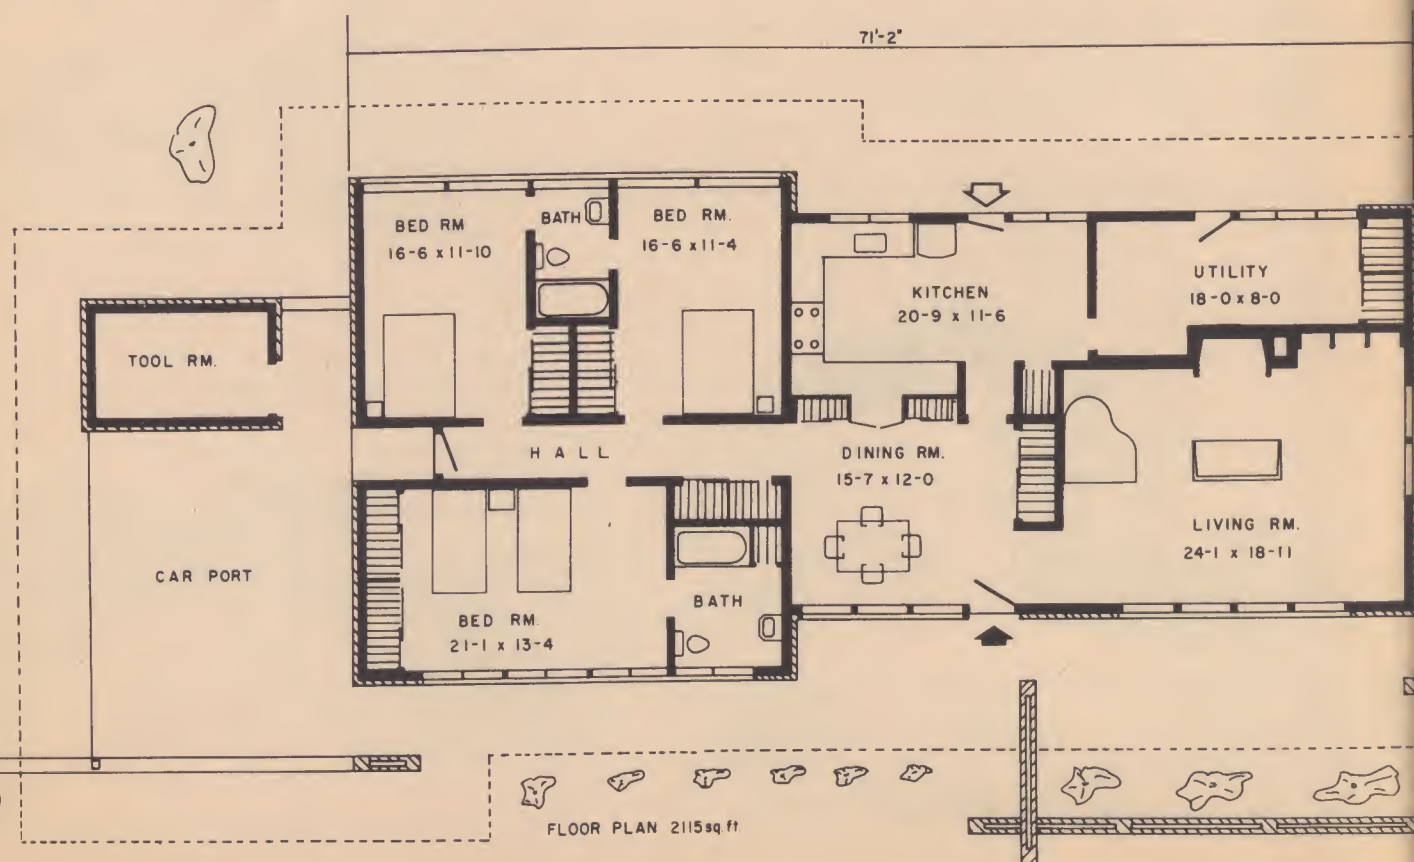 71'-2"
BED RM
16-6 x 11-10
BATH
BED RM.
16-6 x 11-4
KITCHEN
20-9 x 11-6
UTILITY
18-0 x 8-0
TOOL RM.
HALL
DINING RM.
15-7 x 12-0
LIVING RM.
24-1 x 18-11
CAR PORT
BED RM.
21-1 x 13-4
BATH
FLOOR PLAN 2115 sq. ft